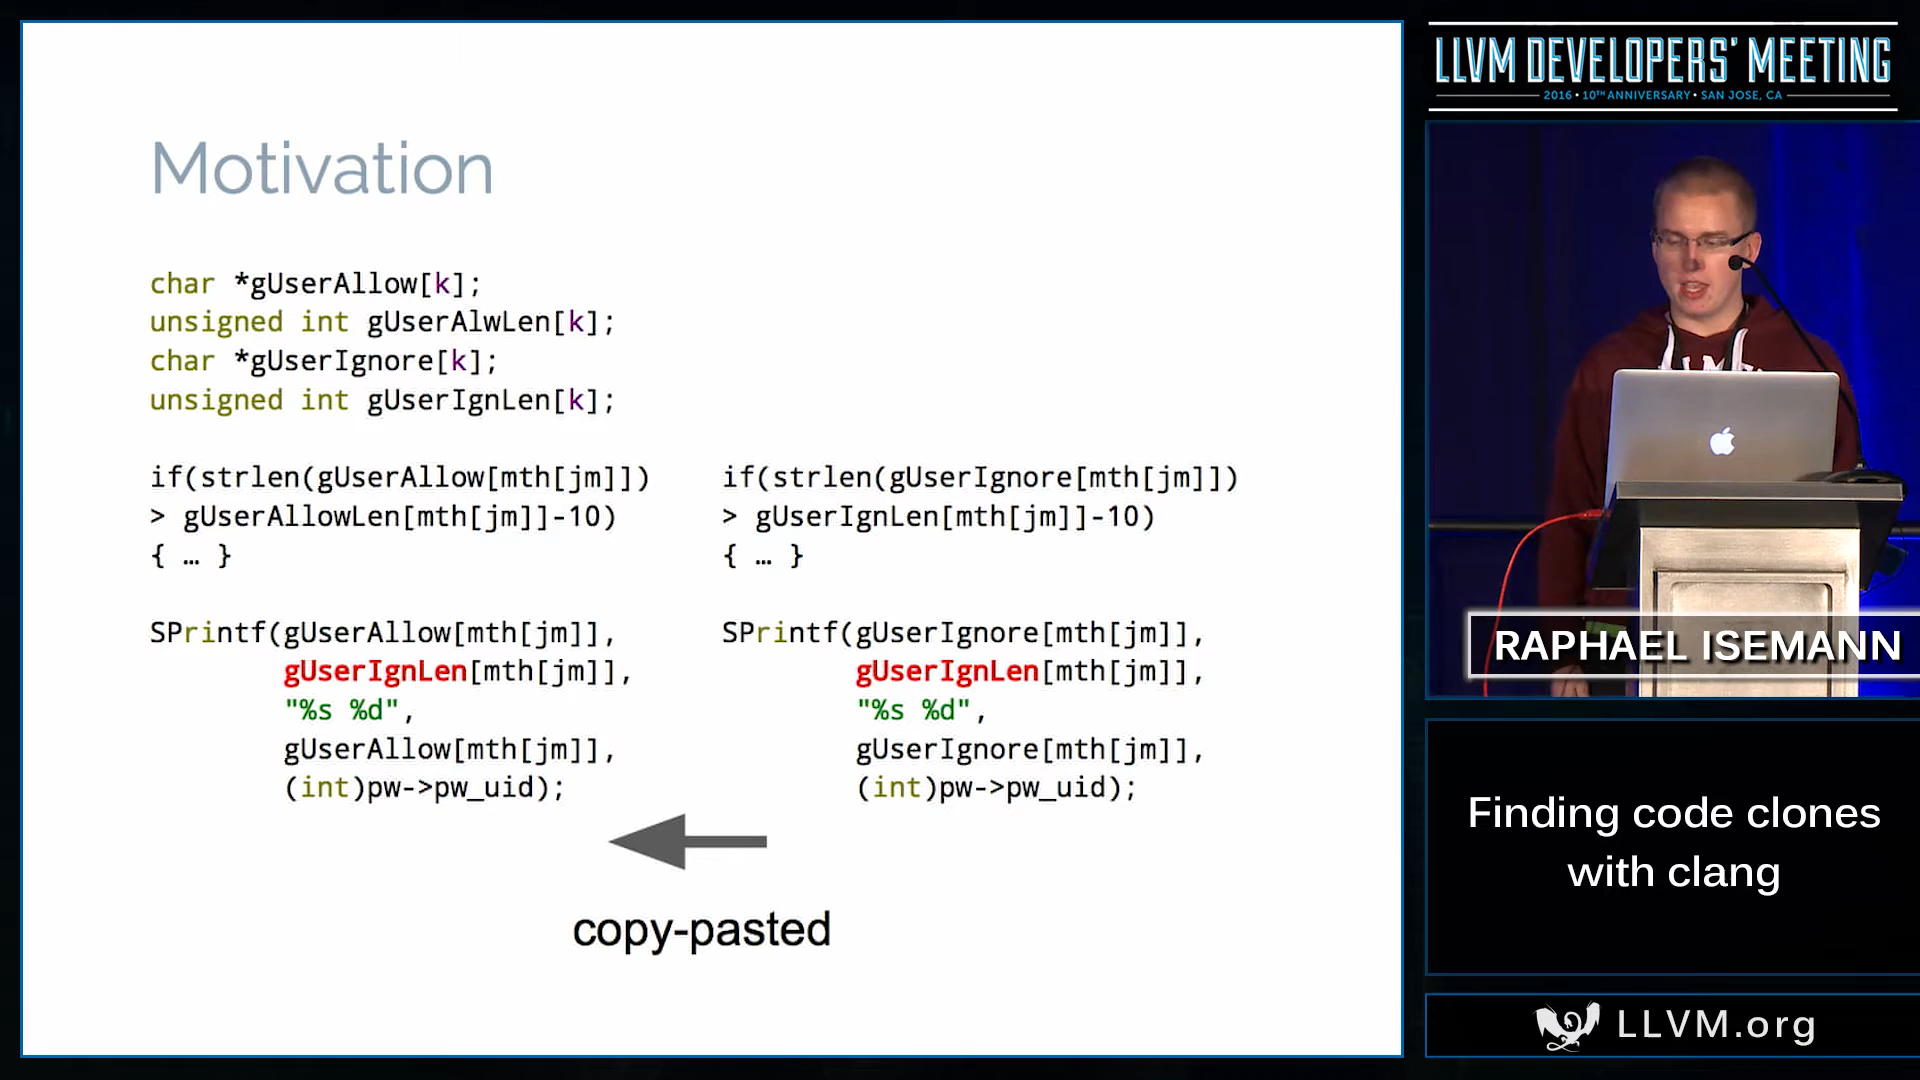 Motivation
char *gUserAllow[k];
unsigned int gUserAlwLen[k];
char *gUserIgnore[k];
unsigned int gUserIgnLen[k];
if(strlen(gUserAllow[mth[jm]])
> gUserAllowLen[mth[jm]]-10)
{ … }
SPrintf(gUserAllow[mth[jm]],
gUserIgnLen[mth[jm]],
"%s %d",
gUserAllow[mth[jm]],
(int)pw->pw_uid);
if(strlen(gUserIgnore[mth[jm]])
> gUserIgnLen[mth[jm]]-10)
{ … }
SPrintf(gUserIgnore[mth[jm]],
gUserIgnLen[mth[jm]],
"%s %d",
gUserIgnore[mth[jm]],
(int)pw->pw_uid);
copy-pasted
LLVM DEVELOPERS' MEETING
2016 • 10TH ANNIVERSARY • SAN JOSE, CA
RAPHAEL ISEMANN
Finding code clones
with clang
LLVM.org